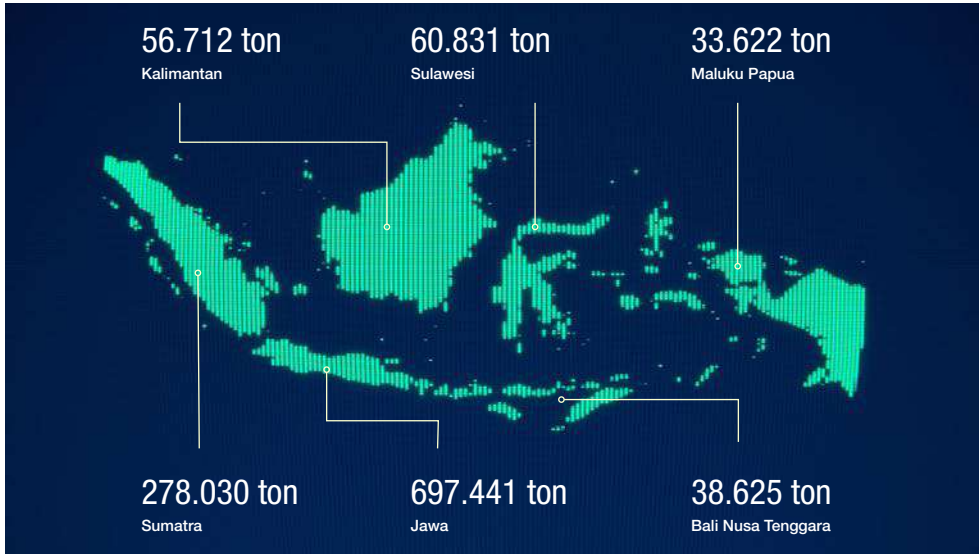 56.712 ton
Kalimantan
60.831 ton
Sulawesi
33.622 ton
Maluku Papua
278.030 ton
Sumatra
697.441 ton
Jawa
38.625 ton
Bali Nusa Tenggara